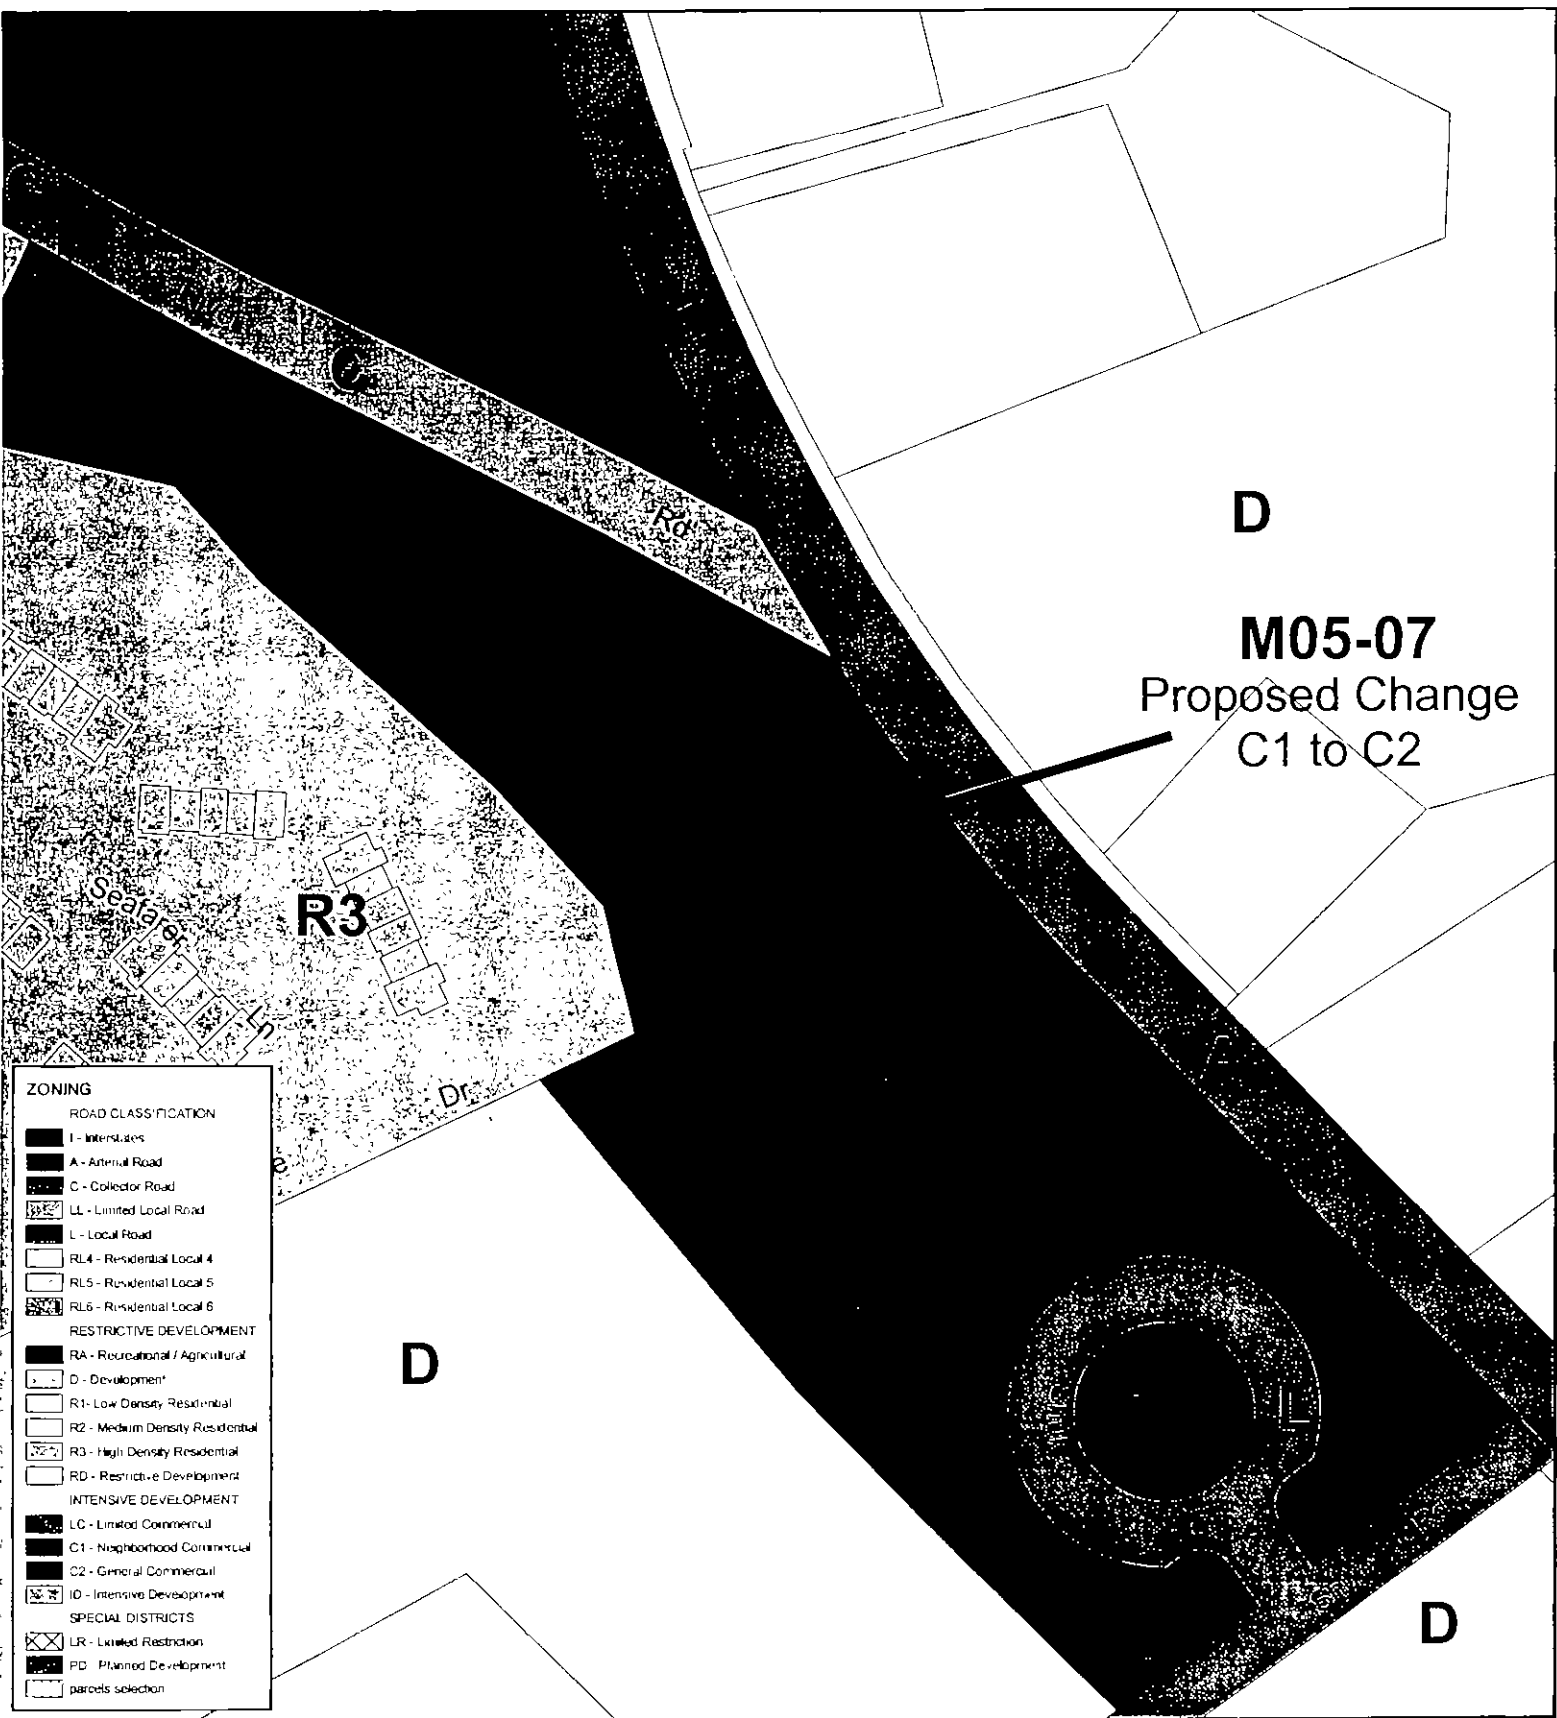 C
Rd
D
M05-07
Proposed Change
C1 to C2
R3
Seafarer
Ln
Dr
e
ZONING
ROAD CLASSIFICATION
I - Interstates
A - Arterial Road
C - Collector Road
LL - Limited Local Road
L - Local Road
RL4 - Residential Local 4
RL5 - Residential Local 5
RL6 - Residential Local 6
RESTRICTIVE DEVELOPMENT
RA - Recreational / Agricultural
D - Development
R1 - Low Density Residential
R2 - Medium Density Residential
R3 - High Density Residential
RD - Restrictive Development
INTENSIVE DEVELOPMENT
LC - Limited Commercial
C1 - Neighborhood Commercial
C2 - General Commercial
ID - Intensive Development
SPECIAL DISTRICTS
LR - Limited Restriction
PD - Planned Development
parcels selection
D
LL
D